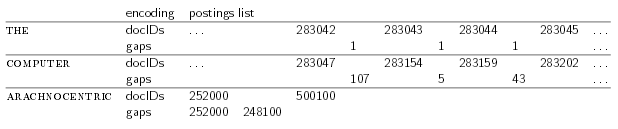 encoding postings list
THE docIDs ... 283042 283043 283044 283045 ...
gaps 1 1 1 ...
COMPUTER docIDs ... 283047 283154 283159 283202 ...
gaps 107 5 43 ...
ARACHNOCENTRIC docIDs 252000 500100
gaps 252000 248100